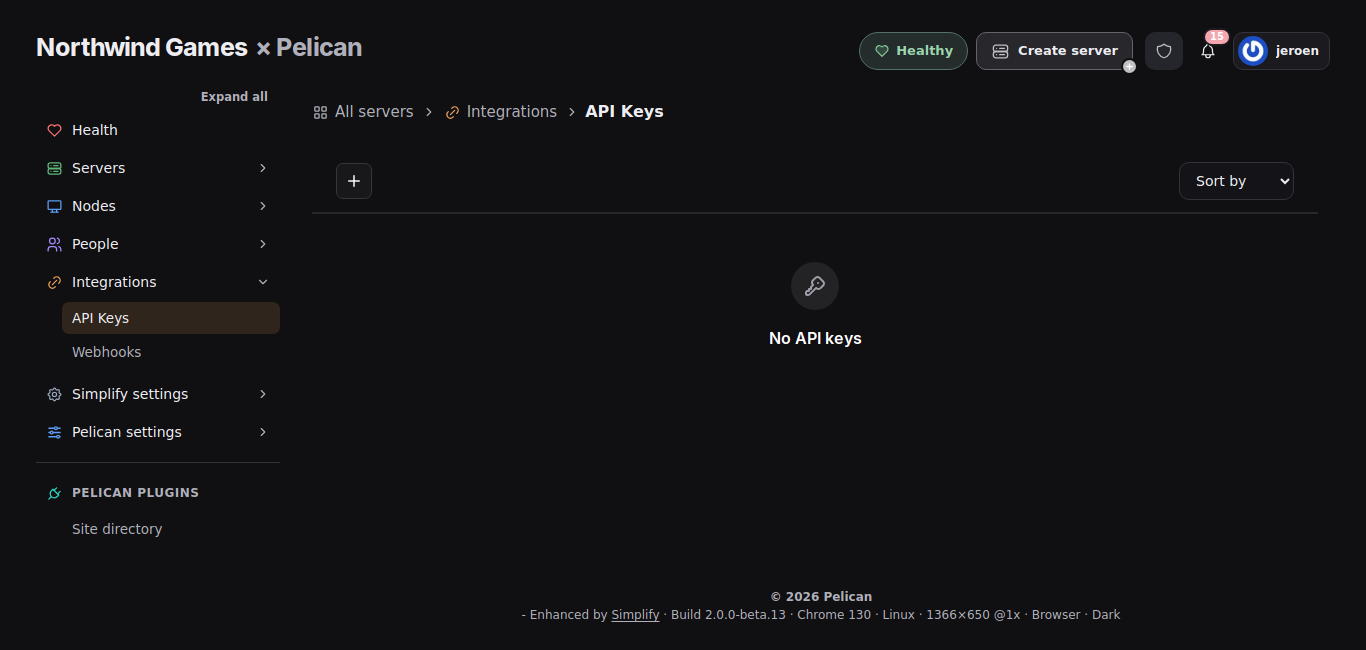 Northwind Games × Pelican
Healthy
Create server
15
jeroen
Expand all
Health
Servers
Nodes
People
Integrations
API Keys
Webhooks
Simplify settings
Pelican settings
PELICAN PLUGINS
Site directory
All servers > Integrations > API Keys
Sort by
No API keys
© 2026 Pelican
- Enhanced by Simplify · Build 2.0.0-beta.13 · Chrome 130 · Linux · 1366×650 @1x · Browser · Dark